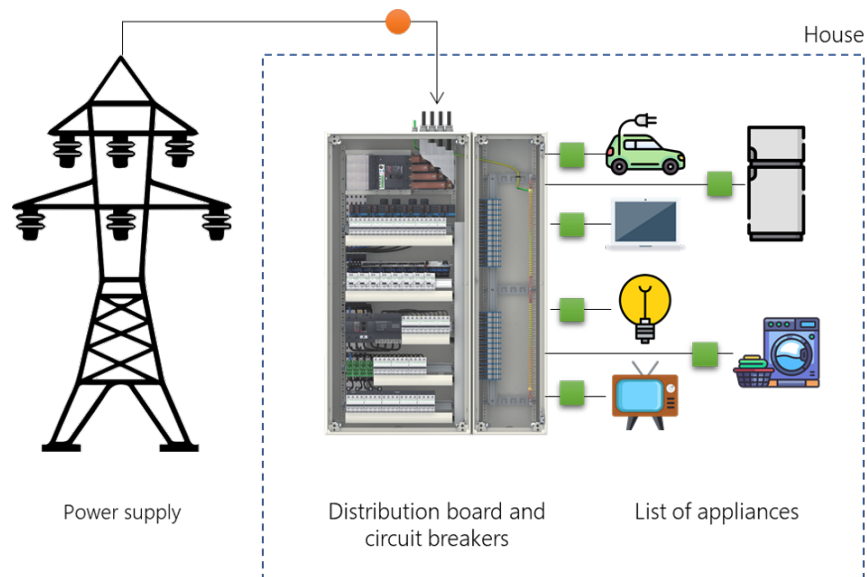 House
Power supply
Distribution board and
circuit breakers
List of appliances